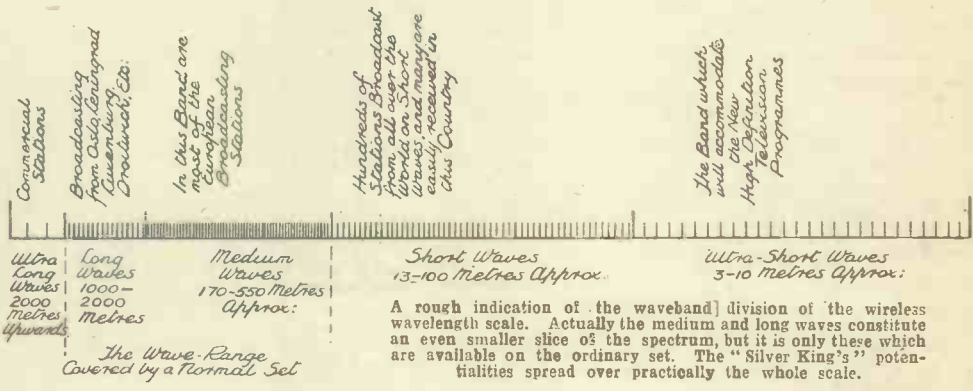 Commercial
Stations
Broadcasting
from Oslo, Leningrad
Luxemburg,
Droitwich, Etc:
In this Band are
most of the
European
Broadcasting
Stations
Hundreds of
Stations Broadcast
from all over the
World on Short
Waves, and many are
easily received in
this Country
The Band which
will accommodate
the New
High Definition
Television
Programmes
Ultra
Long
Waves
2000
Metres
Upwards
Long
Waves
1000—
2000
Metres
Medium
Waves
170-550 Metres
Approx:
Short Waves
13-100 Metres Approx.
Ultra-Short Waves
3-10 Metres Approx:
The Wave-Range
Covered by a Normal Set
A rough indication of the waveband] division of the wireless
wavelength scale. Actually the medium and long waves constitute
an even smaller slice of the spectrum, but it is only these which
are available on the ordinary set. The "Silver King's" poten-
tialities spread over practically the whole scale.